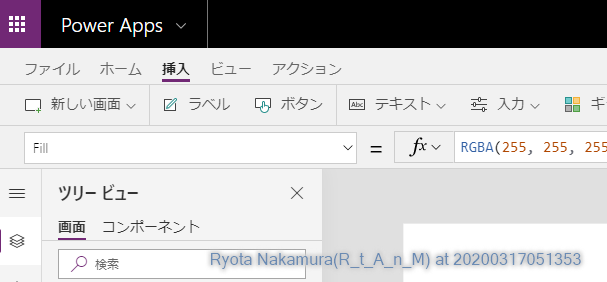 Power Apps
ファイル ホーム 挿入 ビュー アクション
新しい画面 ラベル ボタン Abc テキスト 入力 ギ
Fill = fx RGBA(255, 255, 255
ツリー ビュー
画面 コンポーネント
検索
Ryota Nakamura(R_t_A_n_M) at 20200317051353